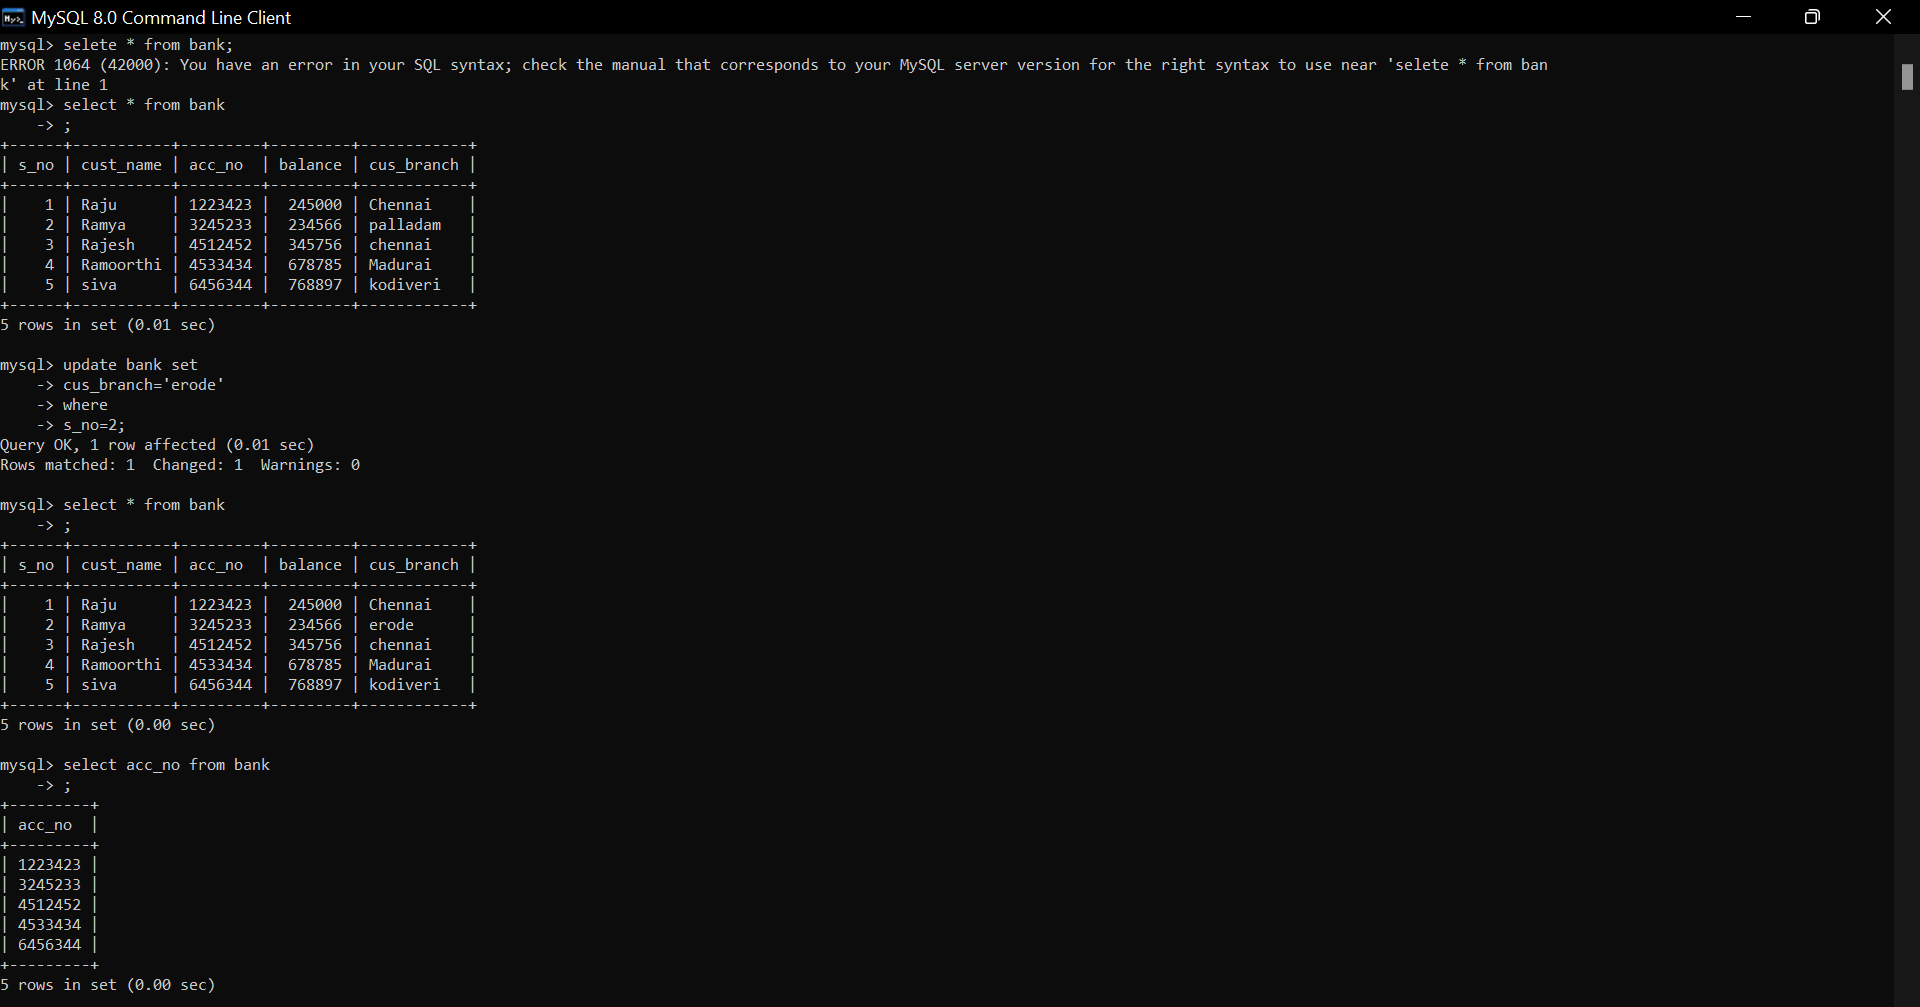 MySQL 8.0 Command Line Client
mysql> selete * from bank;
ERROR 1064 (42000): You have an error in your SQL syntax; check the manual that corresponds to your MySQL server version for the right syntax to use near 'selete * from ban
k' at line 1
mysql> select * from bank
    -> ;
+------+-----------+---------+---------+------------+
| s_no | cust_name | acc_no  | balance | cus_branch |
+------+-----------+---------+---------+------------+
|    1 | Raju      | 1223423 |  245000 | Chennai    |
|    2 | Ramya     | 3245233 |  234566 | palladam   |
|    3 | Rajesh    | 4512452 |  345756 | chennai    |
|    4 | Ramoorthi | 4533434 |  678785 | Madurai    |
|    5 | siva      | 6456344 |  768897 | kodiveri   |
+------+-----------+---------+---------+------------+
5 rows in set (0.01 sec)

mysql> update bank set
    -> cus_branch='erode'
    -> where
    -> s_no=2;
Query OK, 1 row affected (0.01 sec)
Rows matched: 1  Changed: 1  Warnings: 0

mysql> select * from bank
    -> ;
+------+-----------+---------+---------+------------+
| s_no | cust_name | acc_no  | balance | cus_branch |
+------+-----------+---------+---------+------------+
|    1 | Raju      | 1223423 |  245000 | Chennai    |
|    2 | Ramya     | 3245233 |  234566 | erode      |
|    3 | Rajesh    | 4512452 |  345756 | chennai    |
|    4 | Ramoorthi | 4533434 |  678785 | Madurai    |
|    5 | siva      | 6456344 |  768897 | kodiveri   |
+------+-----------+---------+---------+------------+
5 rows in set (0.00 sec)

mysql> select acc_no from bank
    -> ;
+---------+
| acc_no  |
+---------+
| 1223423 |
| 3245233 |
| 4512452 |
| 4533434 |
| 6456344 |
+---------+
5 rows in set (0.00 sec)